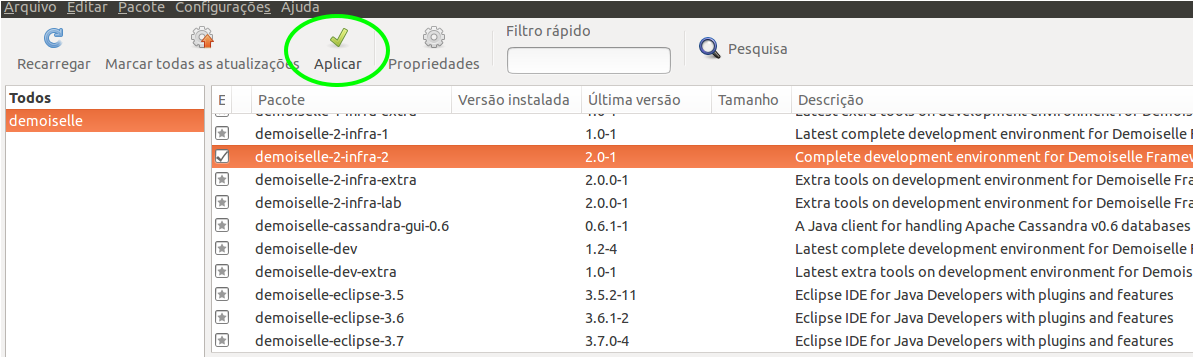 Arquivo Editar Pacote Configurações Ajuda
Recarregar Marcar todas as atualizações Aplicar Propriedades Filtro rápido Pesquisa
Todos
demoiselle
E Pacote Versão instalada Última versão Tamanho Descrição
demoiselle-2-infra-1 1.0-1 Latest complete development environment for Demoiselle
demoiselle-2-infra-2 2.0-1 Complete development environment for Demoiselle Framew
demoiselle-2-infra-extra 2.0.0-1 Extra tools on development environment for Demoiselle Fra
demoiselle-2-infra-lab 2.0.0-1 Extra tools on development environment for Demoiselle Fra
demoiselle-cassandra-gui-0.6 0.6.1-1 A Java client for handling Apache Cassandra v0.6 databases
demoiselle-dev 1.2-4 Latest complete development environment for Demoiselle
demoiselle-dev-extra 1.0-1 Latest extra tools on development environment for Demois
demoiselle-eclipse-3.5 3.5.2-11 Eclipse IDE for Java Developers with plugins and features
demoiselle-eclipse-3.6 3.6.1-2 Eclipse IDE for Java Developers with plugins and features
demoiselle-eclipse-3.7 3.7.0-4 Eclipse IDE for Java Developers with plugins and features